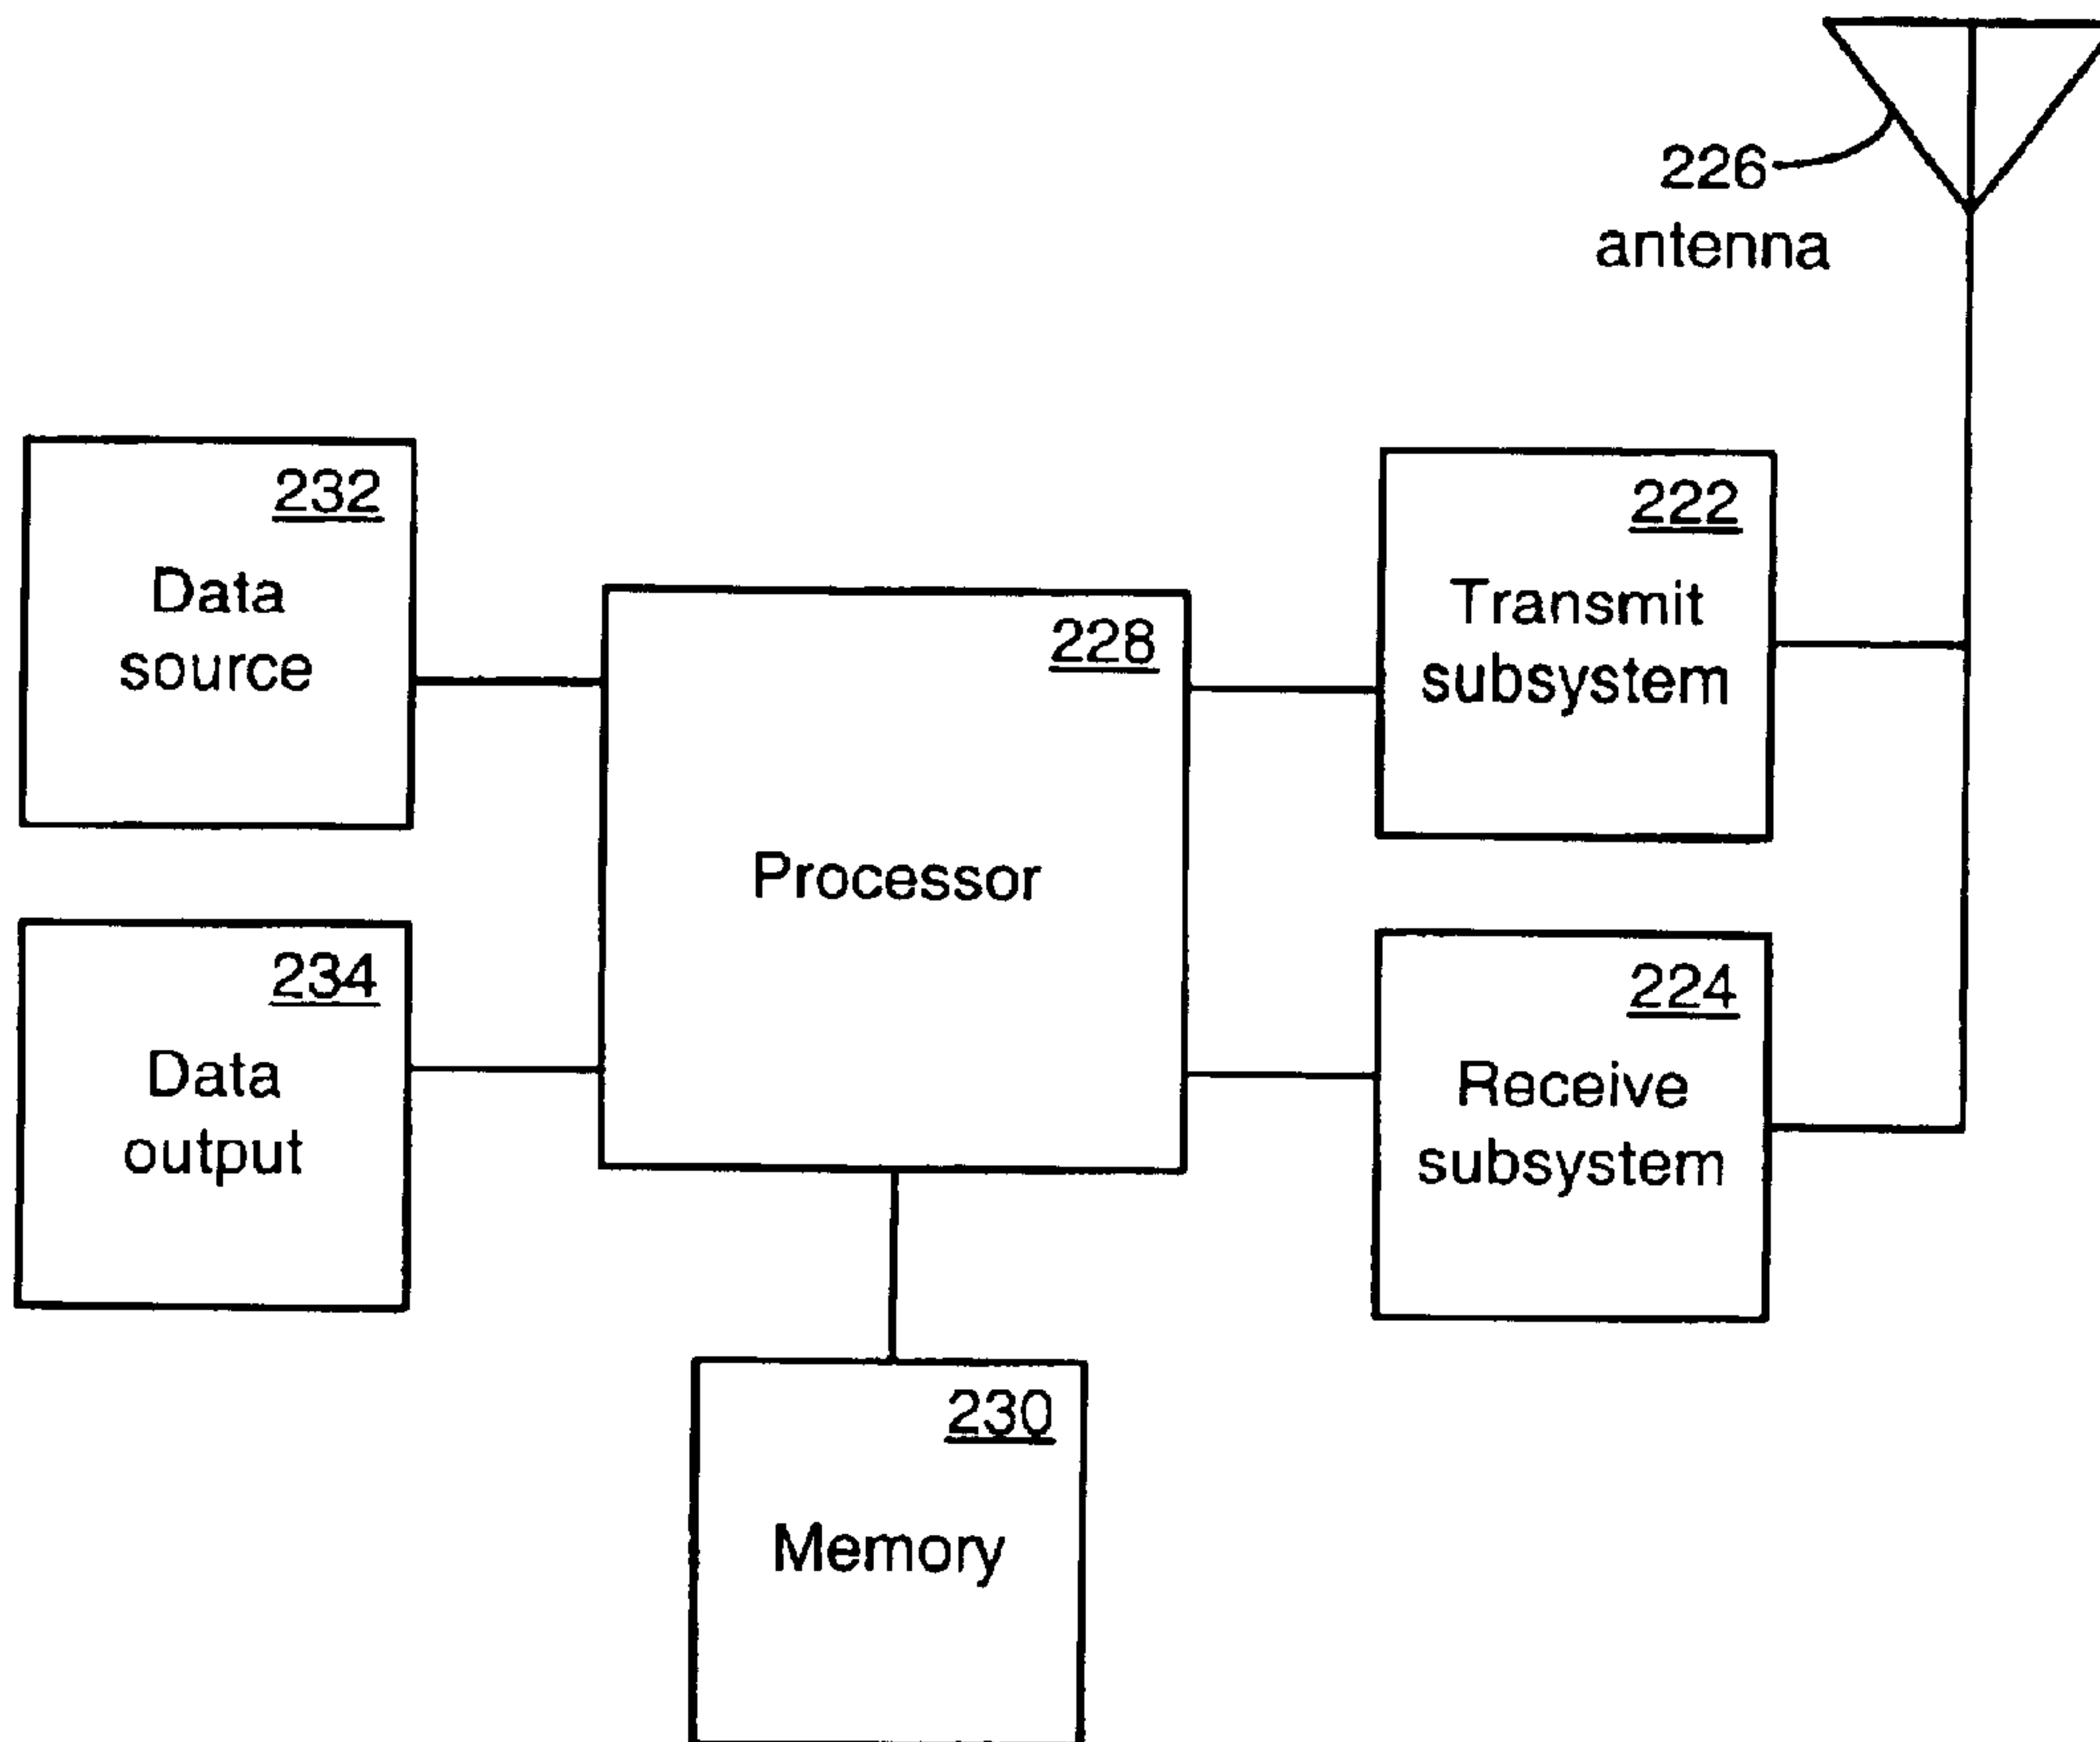 226
antenna
232
Data
source
228
Processor
222
Transmit
subsystem
234
Data
output
224
Receive
subsystem
230
Memory